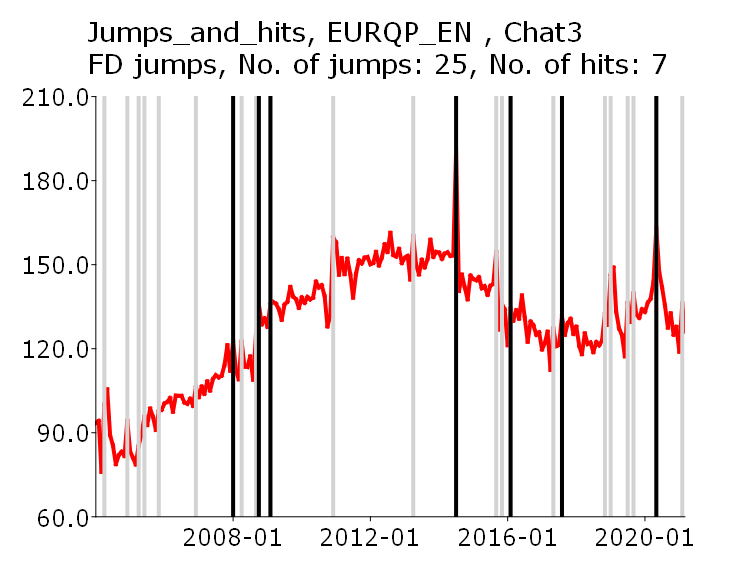 Jumps_and_hits, EURQP_EN , Chat3
FD jumps, No. of jumps: 25, No. of hits: 7
210.0
180.0
150.0
120.0
90.0
60.0
2008-01 2012-01 2016-01 2020-01